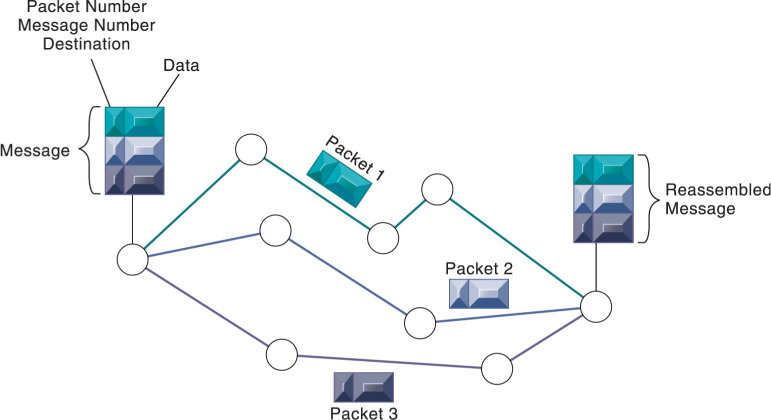 Packet Number
Message Number
Destination
Data
Message
Packet 1
Reassembled
Message
Packet 2
Packet 3